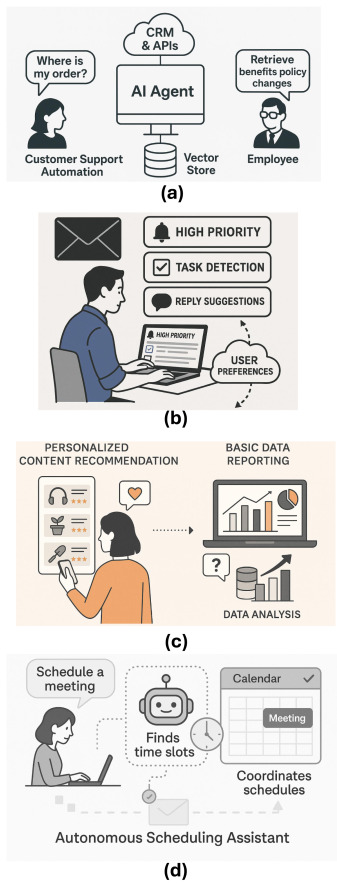 CRM
& APIs
Where is
my order?
Retrieve
benefits policy
changes
AI Agent
Customer Support
Automation
Vector
Store
Employee
(a)
HIGH PRIORITY
TASK DETECTION
REPLY SUGGESTIONS
HIGH PRIORITY
USER
PREFERENCES
(b)
PERSONALIZED
CONTENT RECOMMENDATION
BASIC DATA
REPORTING
?
DATA ANALYSIS
(c)
Schedule a
meeting
Finds
time slots
Calendar
Meeting
Coordinates
schedules
Autonomous Scheduling Assistant
(d)